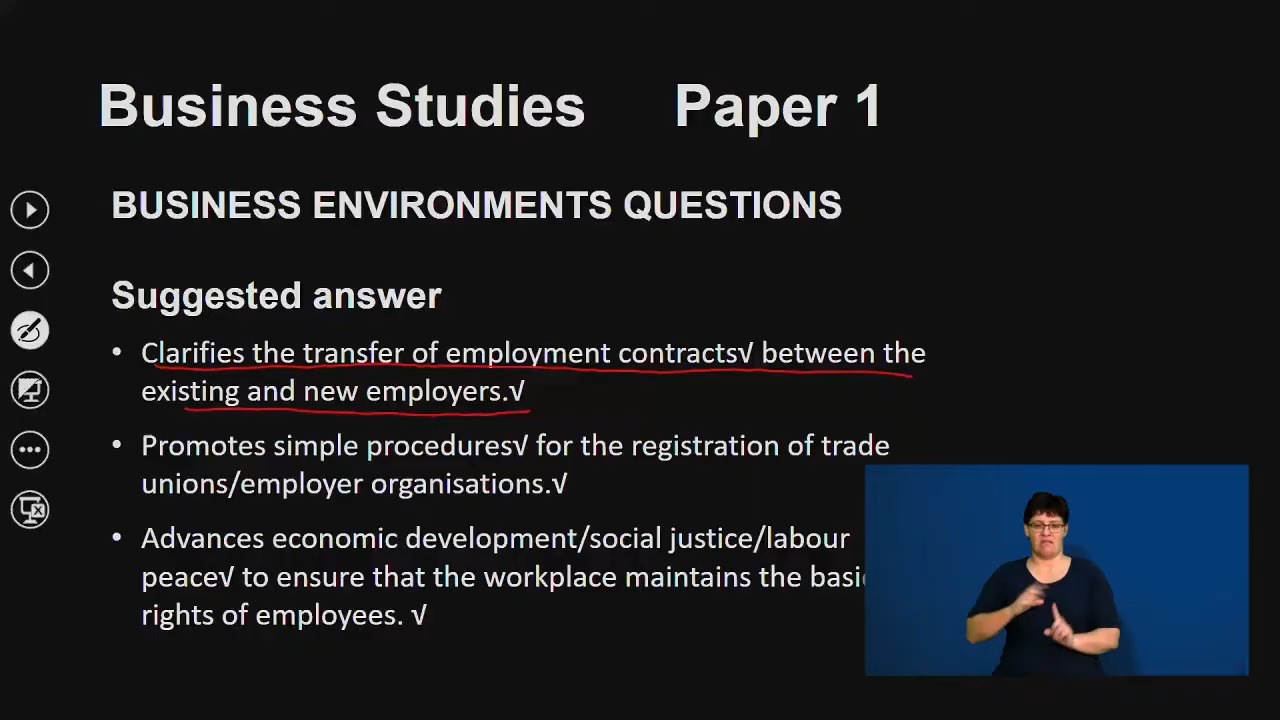 Business Studies Paper 1
BUSINESS ENVIRONMENTS QUESTIONS
Suggested answer
• Clarifies the transfer of employment contracts√ between the
existing and new employers.√
• Promotes simple procedures√ for the registration of trade
unions/employer organisations.√
• Advances economic development/social justice/labour
peace√ to ensure that the workplace maintains the basic
rights of employees. √